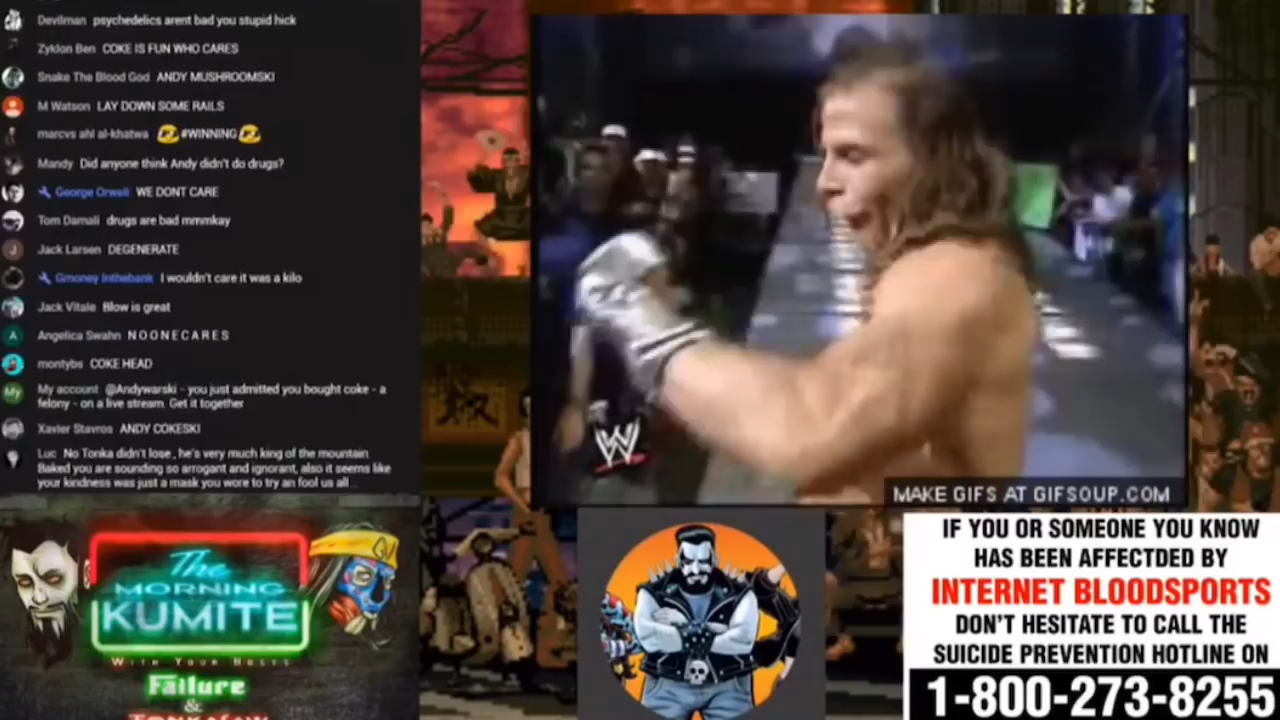 Devilman psychedelics arent bad you stupid hick
Zyklon Ben COKE IS FUN WHO CARES
Snake The Blood God ANDY MUSHROOMSKI
M Watson LAY DOWN SOME RAILS
marcvs ahl al-khatwa #WINNING
Mandy Did anyone think Andy didn't do drugs?
George Orwell WE DONT CARE
Tom Damali drugs are bad mmmkay
Jack Larsen DEGENERATE
Gmoney Inthebank I wouldn't care it was a kilo
Jack Vitale Blow is great
A Angelica Swahn N O O N E C A R E S
montybs COKE HEAD
My My account @Andywarski - you just admitted you bought coke - a
felony - on a live stream. Get it together
Xavier Stavros ANDY COKESKI
Luc No Tonka didn't lose , he's very much king of the mountain
Baked you are sounding so arrogant and ignorant, also it seems like
your kindness was just a mask you wore to try an fool us all...
W
MAKE GIFS AT GIFSOUP.COM
The
MORNING
KUMITE
WITH YOUR HOSTS
Failure
&
TONKASAW
IF YOU OR SOMEONE YOU KNOW
HAS BEEN AFFECTDED BY
INTERNET BLOODSPORTS
DON'T HESITATE TO CALL THE
SUICIDE PREVENTION HOTLINE ON
1-800-273-8255